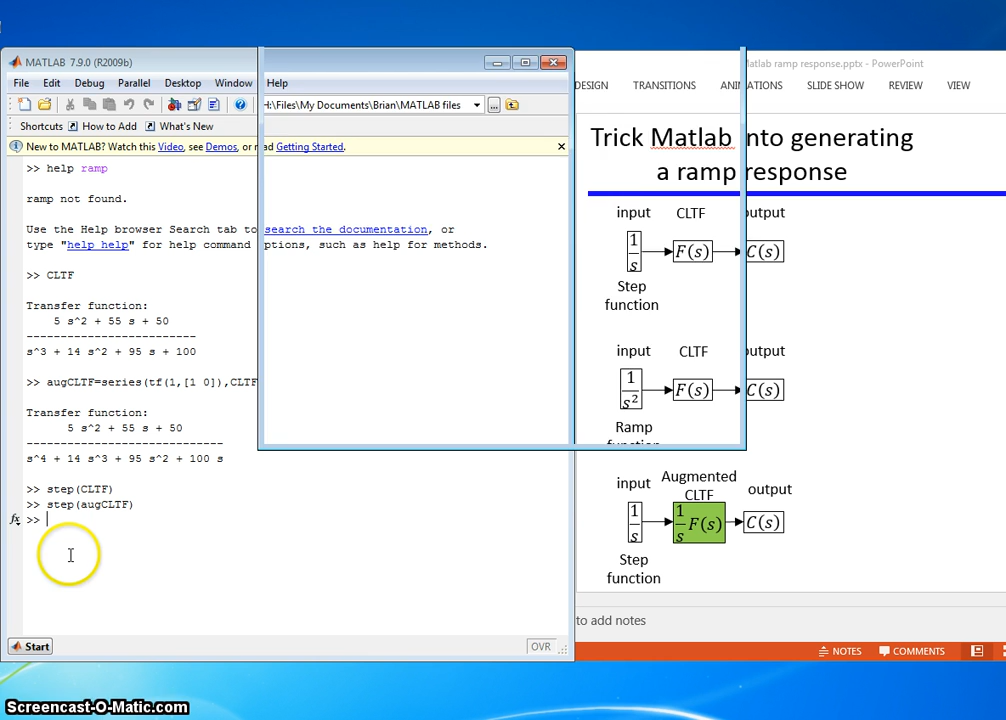 MATLAB 7.9.0 (R2009b)
File Edit Debug Parallel Desktop Window Help
H:\Files\My Documents\Brian\MATLAB files
...
Shortcuts How to Add What's New
New to MATLAB? Watch this Video, see Demos, or read Getting Started.
>> help ramp
ramp not found.
Use the Help browser Search tab to search the documentation, or
type "help help" for help command options, such as help for methods.
>> CLTF
Transfer function:
5 s^2 + 55 s + 50
-------------------------
s^3 + 14 s^2 + 95 s + 100
>> augCLTF=series(tf(1,[1 0]),CLTF
Transfer function:
5 s^2 + 55 s + 50
-----------------------------
s^4 + 14 s^3 + 95 s^2 + 100 s
>> step(CLTF)
>> step(augCLTF)
fx >>
Start
OVR
Matlab ramp response.pptx - PowerPoint
DESIGN TRANSITIONS ANIMATIONS SLIDE SHOW REVIEW VIEW
Trick Matlab into generating
a ramp response
input CLTF output
1/s F(s) C(s)
Step
function
input CLTF output
1/s² F(s) C(s)
Ramp
function
input Augmented CLTF output
1/s 1/s F(s) C(s)
Step
function
to add notes
NOTES COMMENTS
Screencast-O-Matic.com